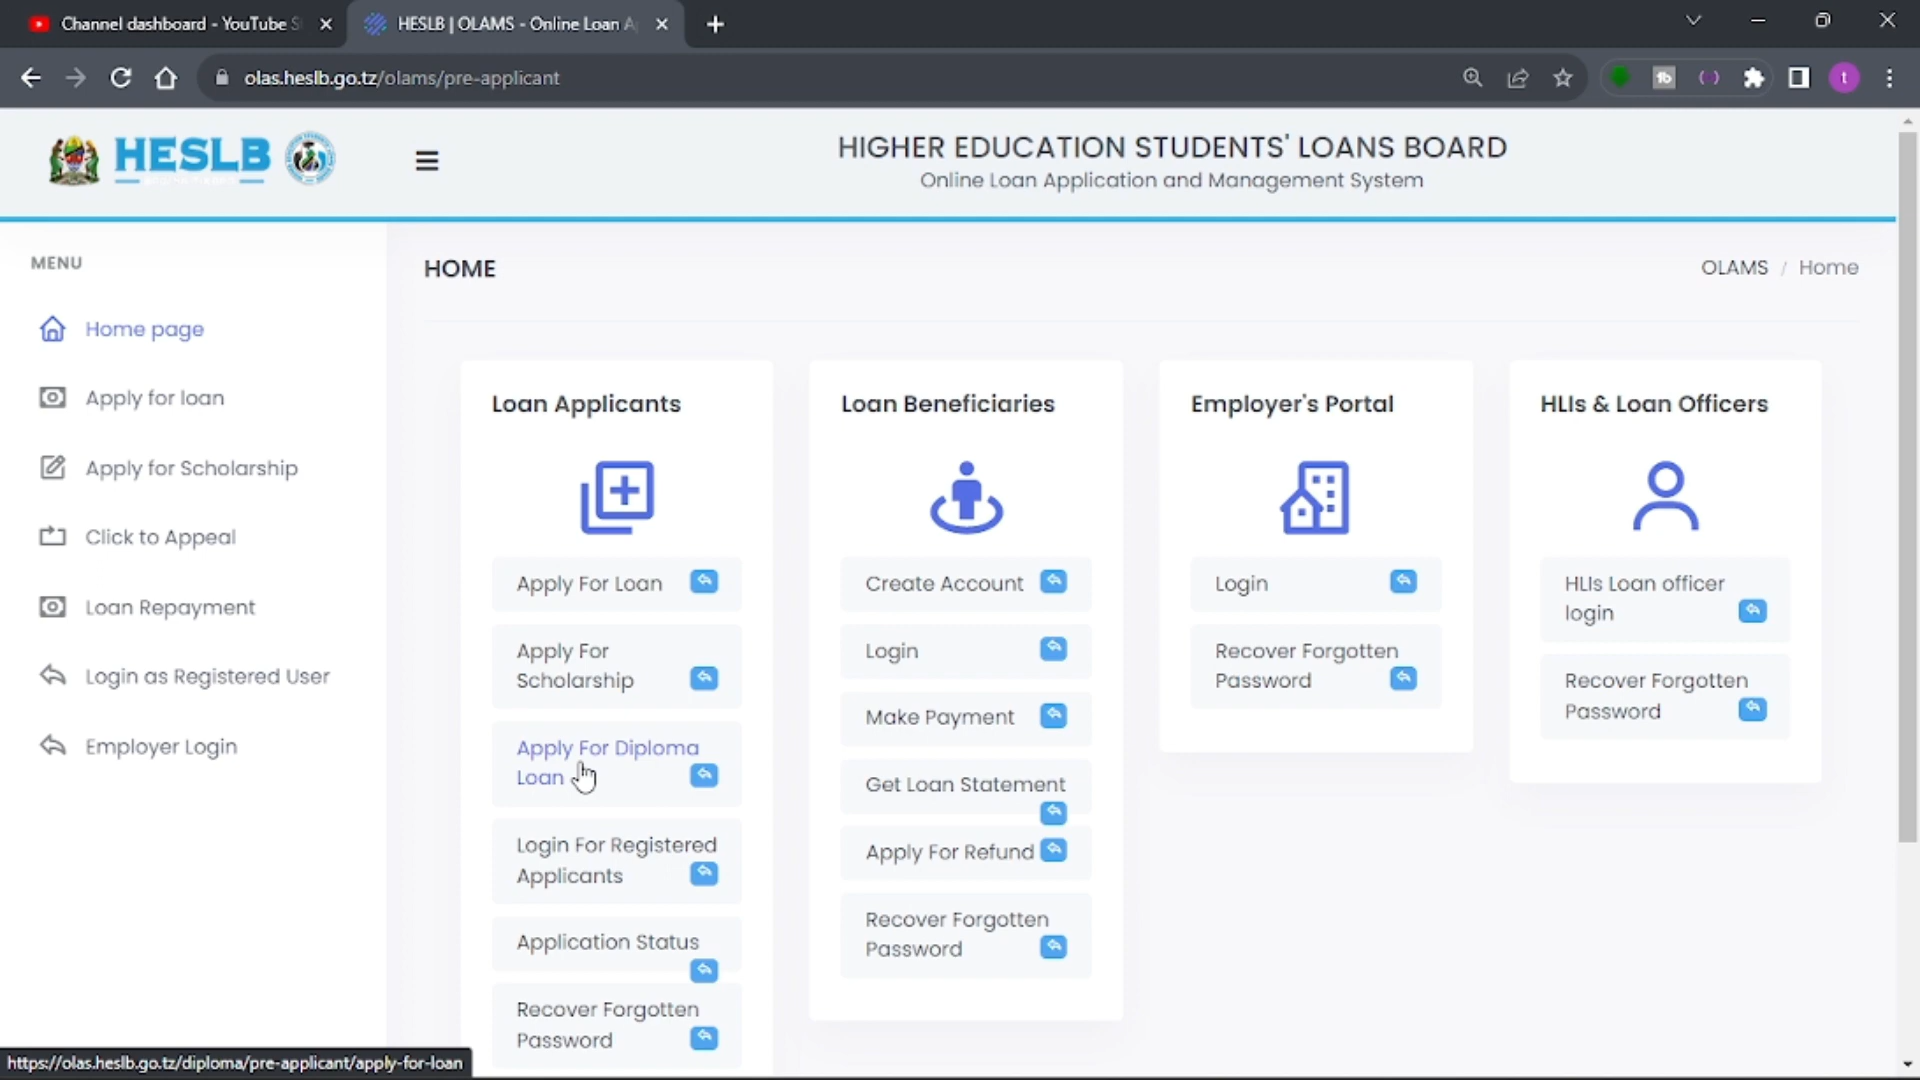 Channel dashboard - YouTube S
HESLB | OLAMS - Online Loan A
olas.heslb.go.tz/olams/pre-applicant
tb
t
HESLB
HIGHER EDUCATION STUDENTS' LOANS BOARD
Online Loan Application and Management System
MENU
Home page
Apply for loan
Apply for Scholarship
Click to Appeal
Loan Repayment
Login as Registered User
Employer Login
HOME
OLAMS / Home
Loan Applicants
Apply For Loan
Apply For
Scholarship
Apply For Diploma
Loan
Login For Registered
Applicants
Application Status
Recover Forgotten
Password
Loan Beneficiaries
Create Account
Login
Make Payment
Get Loan Statement
Apply For Refund
Recover Forgotten
Password
Employer's Portal
Login
Recover Forgotten
Password
HLIs & Loan Officers
HLIs Loan officer
login
Recover Forgotten
Password
https://olas.heslb.go.tz/diploma/pre-applicant/apply-for-loan